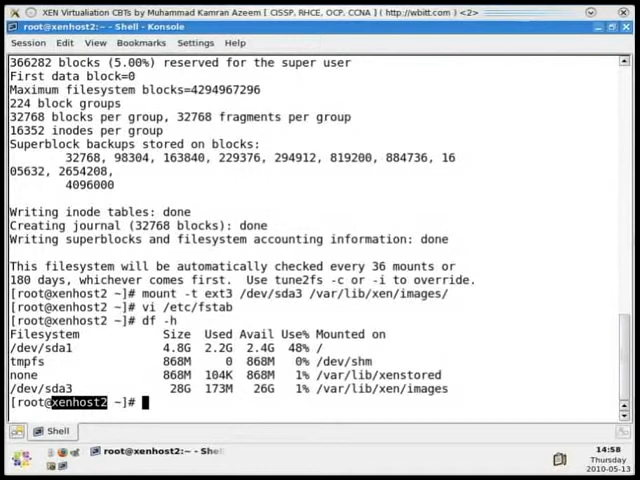 XEN Virtualiation CBTs by Muhammad Kamran Azeem [ CISSP, RHCE, OCP, CCNA ] ( http://wbitt.com ) <2>
root@xenhost2:~ - Shell - Konsole
Session Edit View Bookmarks Settings Help
366282 blocks (5.00%) reserved for the super user
First data block=0
Maximum filesystem blocks=4294967296
224 block groups
32768 blocks per group, 32768 fragments per group
16352 inodes per group
Superblock backups stored on blocks:
32768, 98304, 163840, 229376, 294912, 819200, 884736, 16
05632, 2654208,
4096000
Writing inode tables: done
Creating journal (32768 blocks): done
Writing superblocks and filesystem accounting information: done
This filesystem will be automatically checked every 36 mounts or
180 days, whichever comes first.  Use tune2fs -c or -i to override.
[root@xenhost2 ~]# mount -t ext3 /dev/sda3 /var/lib/xen/images/
[root@xenhost2 ~]# vi /etc/fstab
[root@xenhost2 ~]# df -h
Filesystem Size Used Avail Use% Mounted on
/dev/sda1 4.8G 2.2G 2.4G 48% /
tmpfs 868M 0 868M 0% /dev/shm
none 868M 104K 868M 1% /var/lib/xenstored
/dev/sda3 28G 173M 26G 1% /var/lib/xen/images
[root@xenhost2 ~]#
Shell
root@xenhost2:~ - Shell
14:58
Thursday
2010-05-13